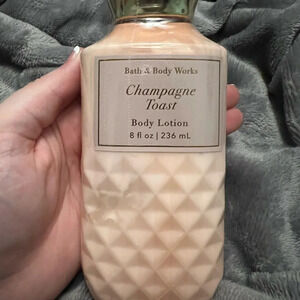 Bath & Body Works
Champagne
Toast
Body Lotion
8 fl oz | 236 mL